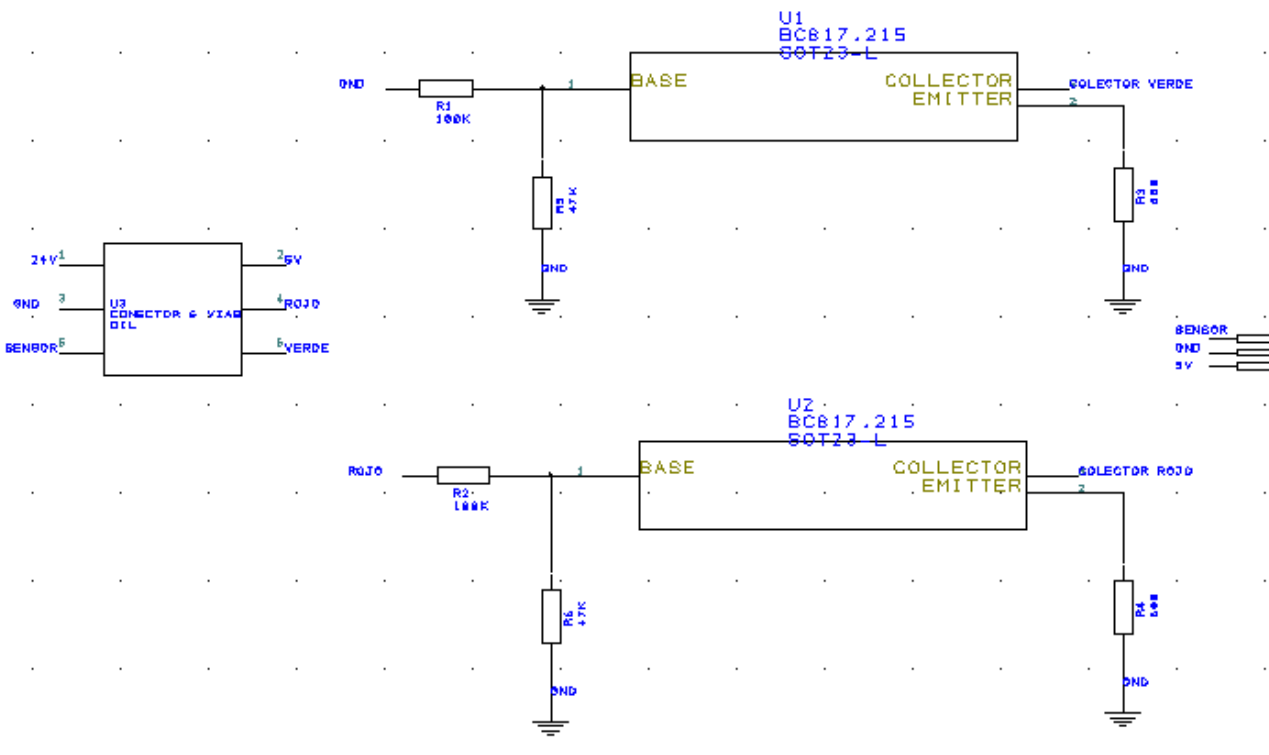 U1
BC817.215
SOT23-L
GND
R1
100K
1
BASE
COLLECTOR
EMITTER
COLECTOR VERDE
2
R5
47K
GND
R3
GND
24V
1
2
5V
GND
3
U3
CONECTOR 6 VIAS
DIL
4
ROJO
SENSOR
5
6
VERDE
SENSOR
GND
5V
U2
BC817.215
SOT23-L
ROJO
R2
100K
1
BASE
COLLECTOR
EMITTER
COLECTOR ROJO
2
R6
47K
GND
R4
GND